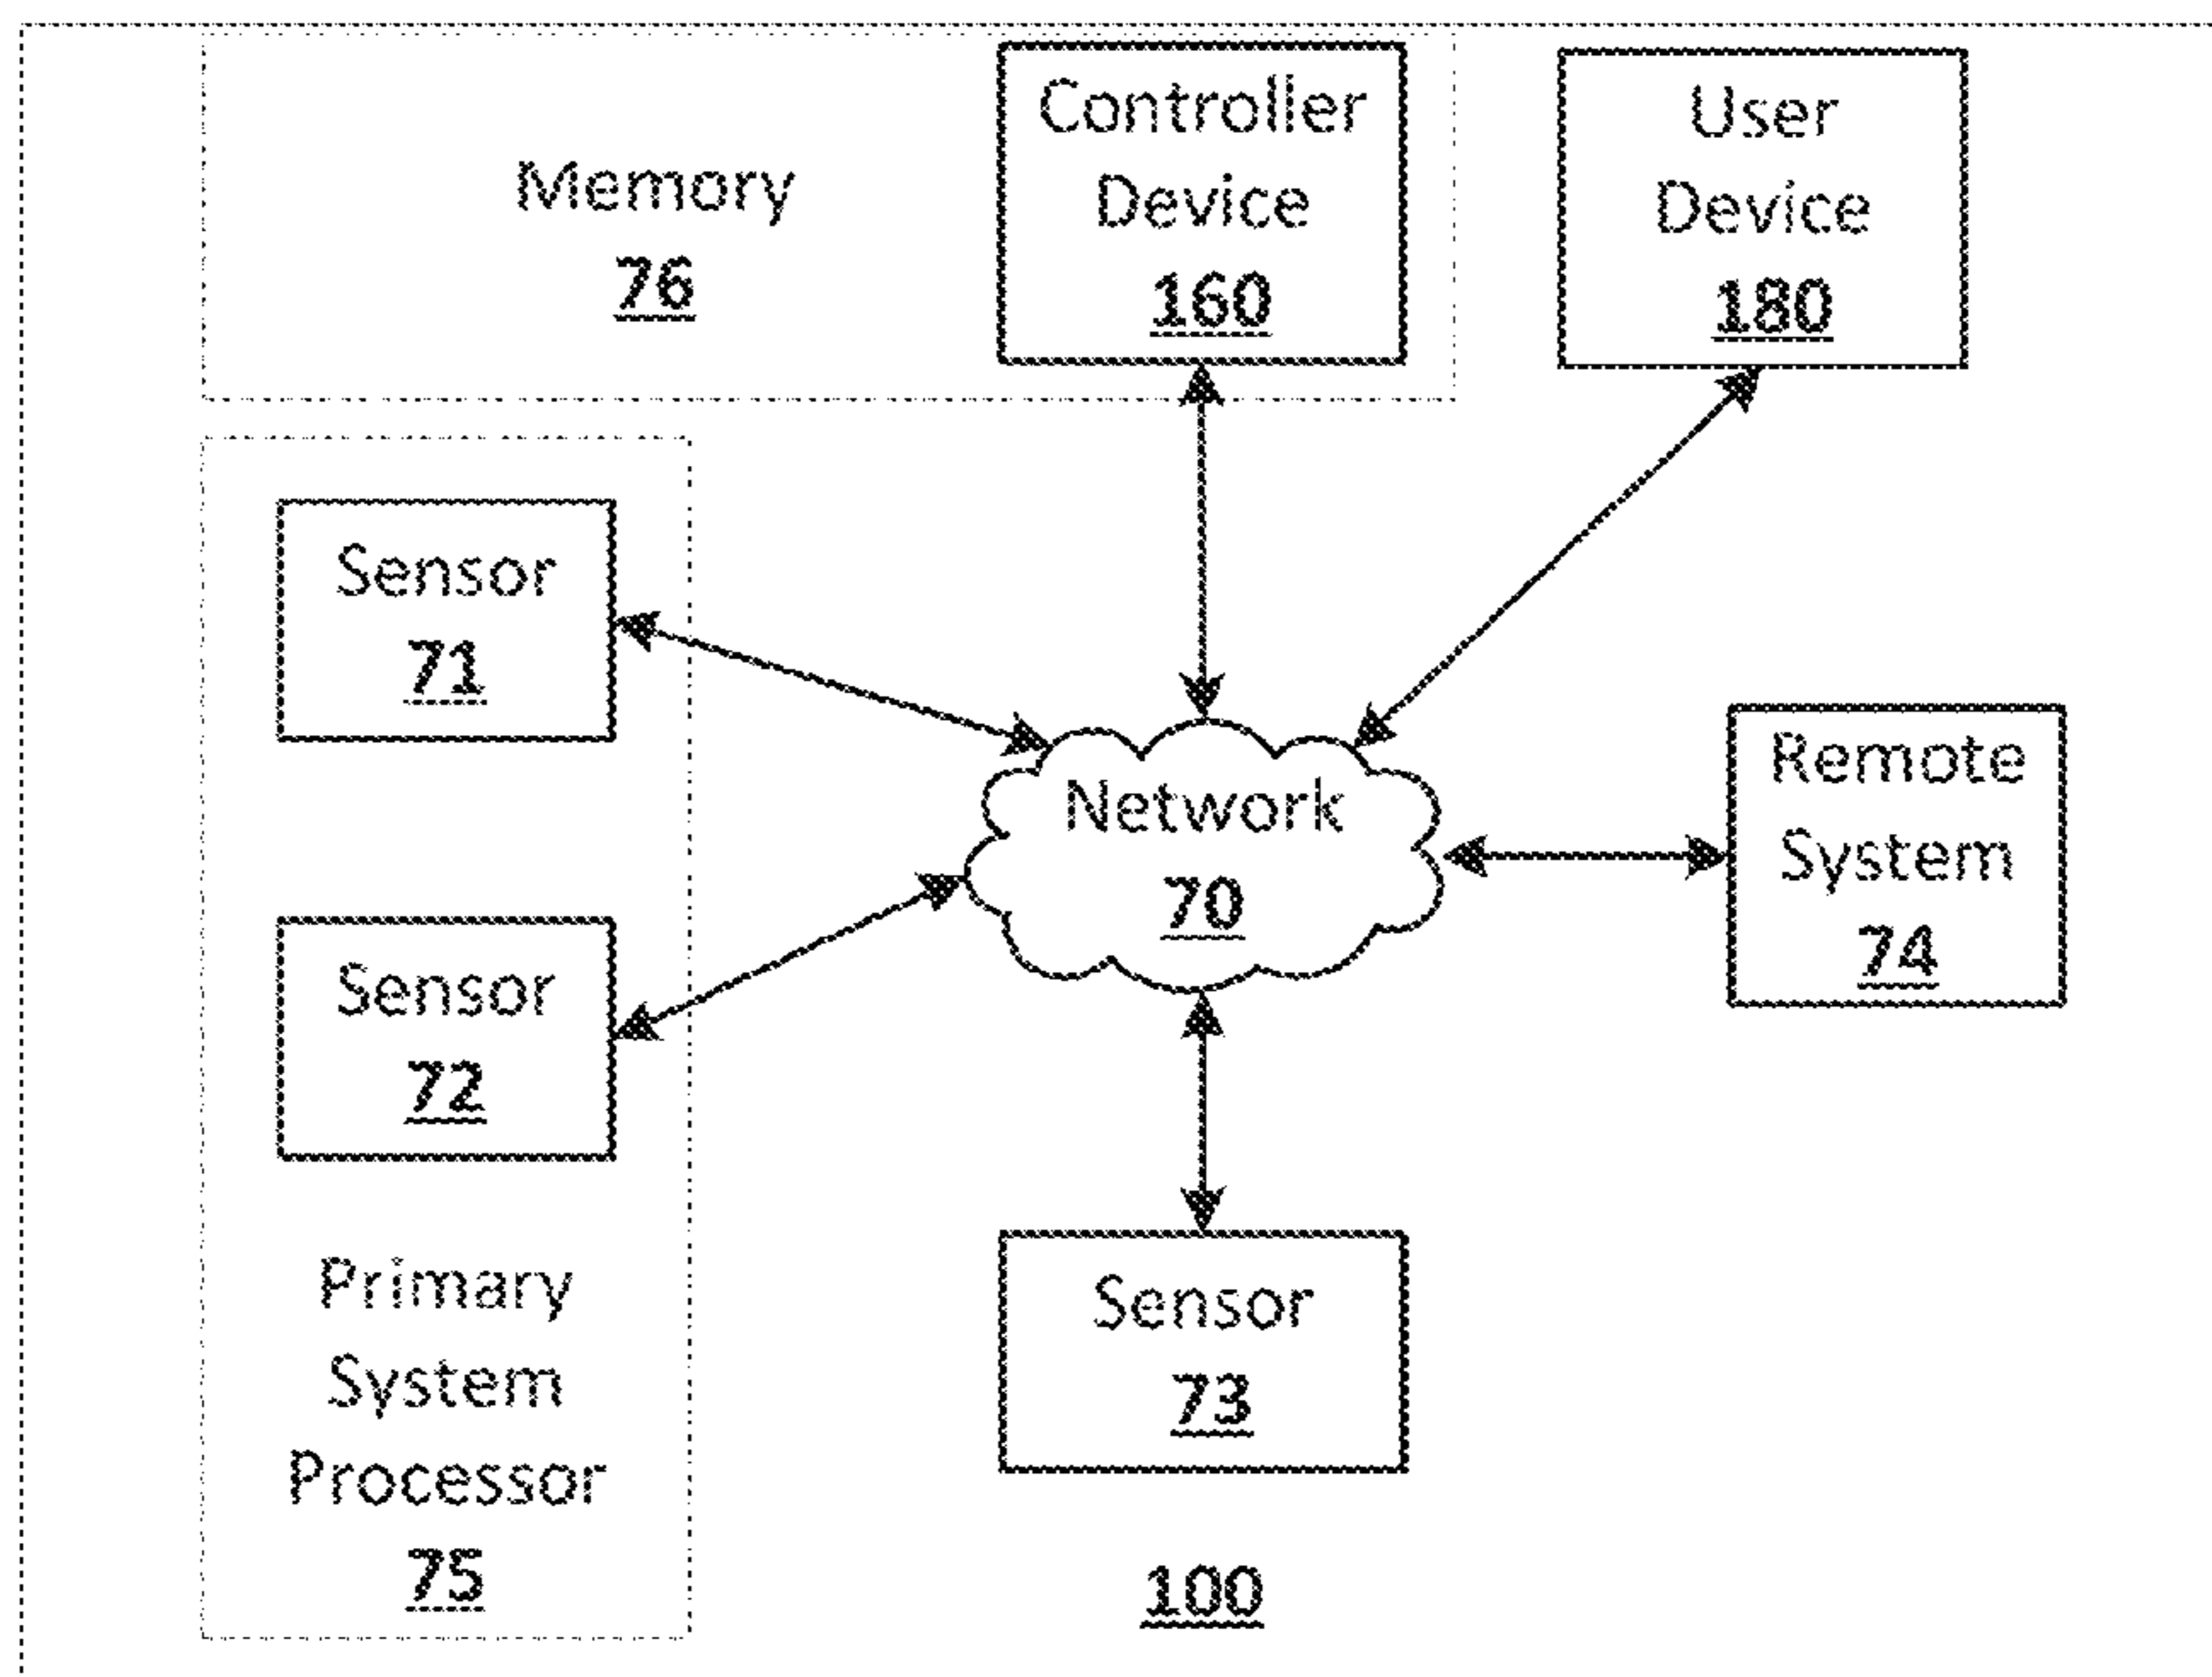 Memory
76
Controller
Device
160
User
Device
180
Sensor
71
Network
70
Remote
System
74
Sensor
72
Sensor
73
Primary
System
Processor
75
100